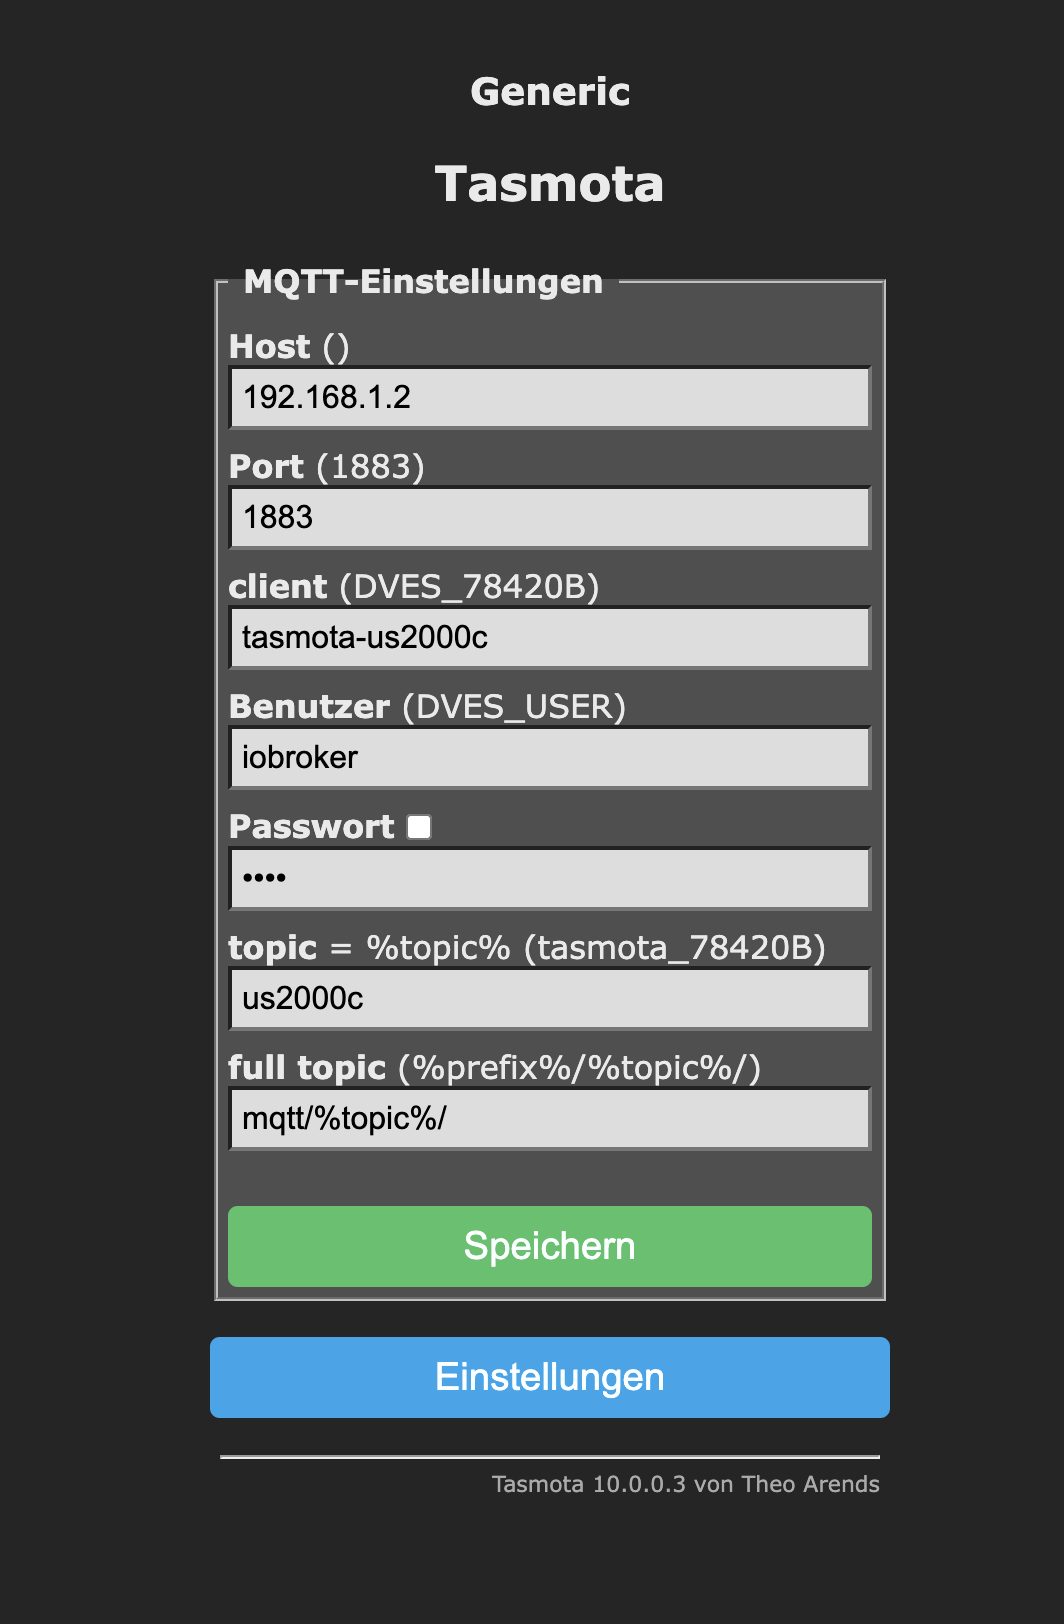 Generic
Tasmota
MQTT-Einstellungen
Host ()
192.168.1.2
Port (1883)
1883
client (DVES_78420B)
tasmota-us2000c
Benutzer (DVES_USER)
iobroker
Passwort
••••
topic = %topic% (tasmota_78420B)
us2000c
full topic (%prefix%/%topic%/)
mqtt/%topic%/
Speichern
Einstellungen
Tasmota 10.0.0.3 von Theo Arends